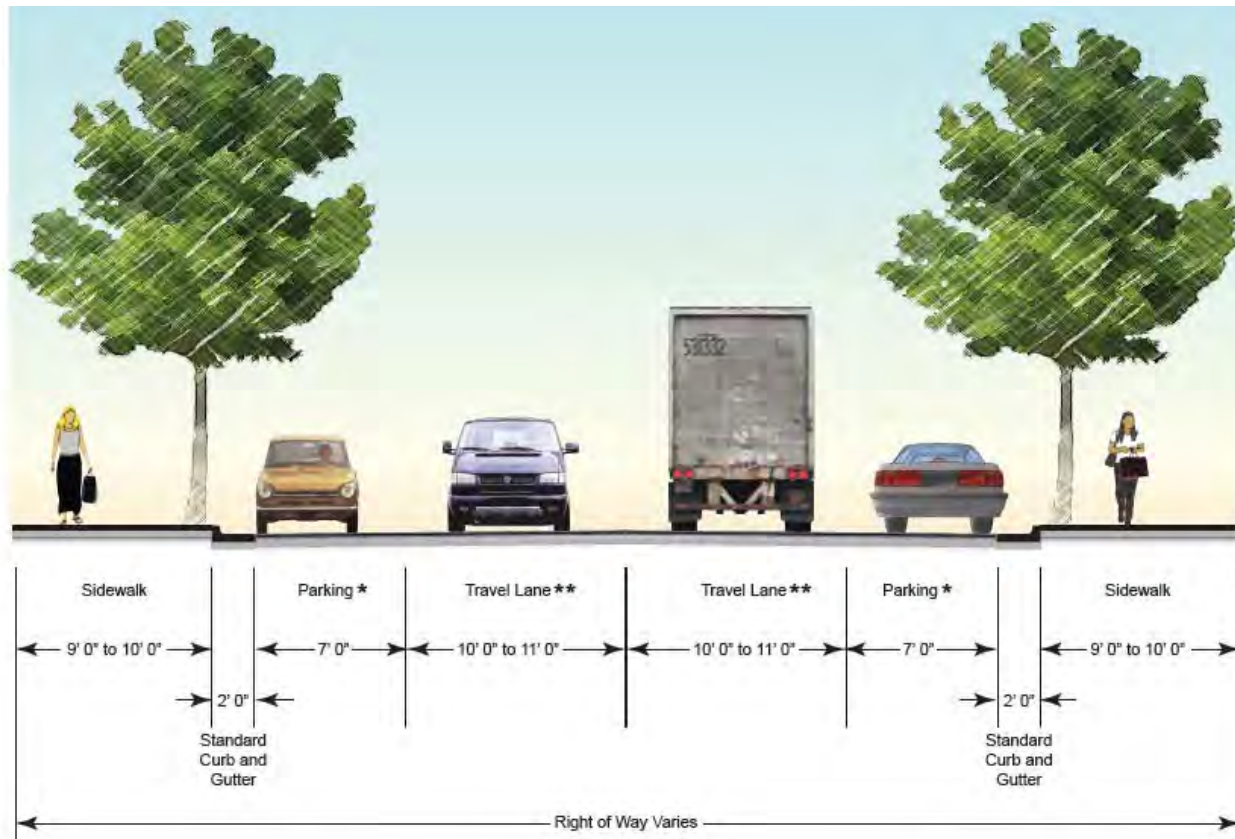 53I332
Sidewalk Parking * Travel Lane ** Travel Lane ** Parking * Sidewalk
9' 0" to 10' 0" 7' 0" 10' 0" to 11' 0" 10' 0" to 11' 0" 7' 0" 9' 0" to 10' 0"
2' 0" 2' 0"
Standard Standard
Curb and Curb and
Gutter Gutter
Right of Way Varies